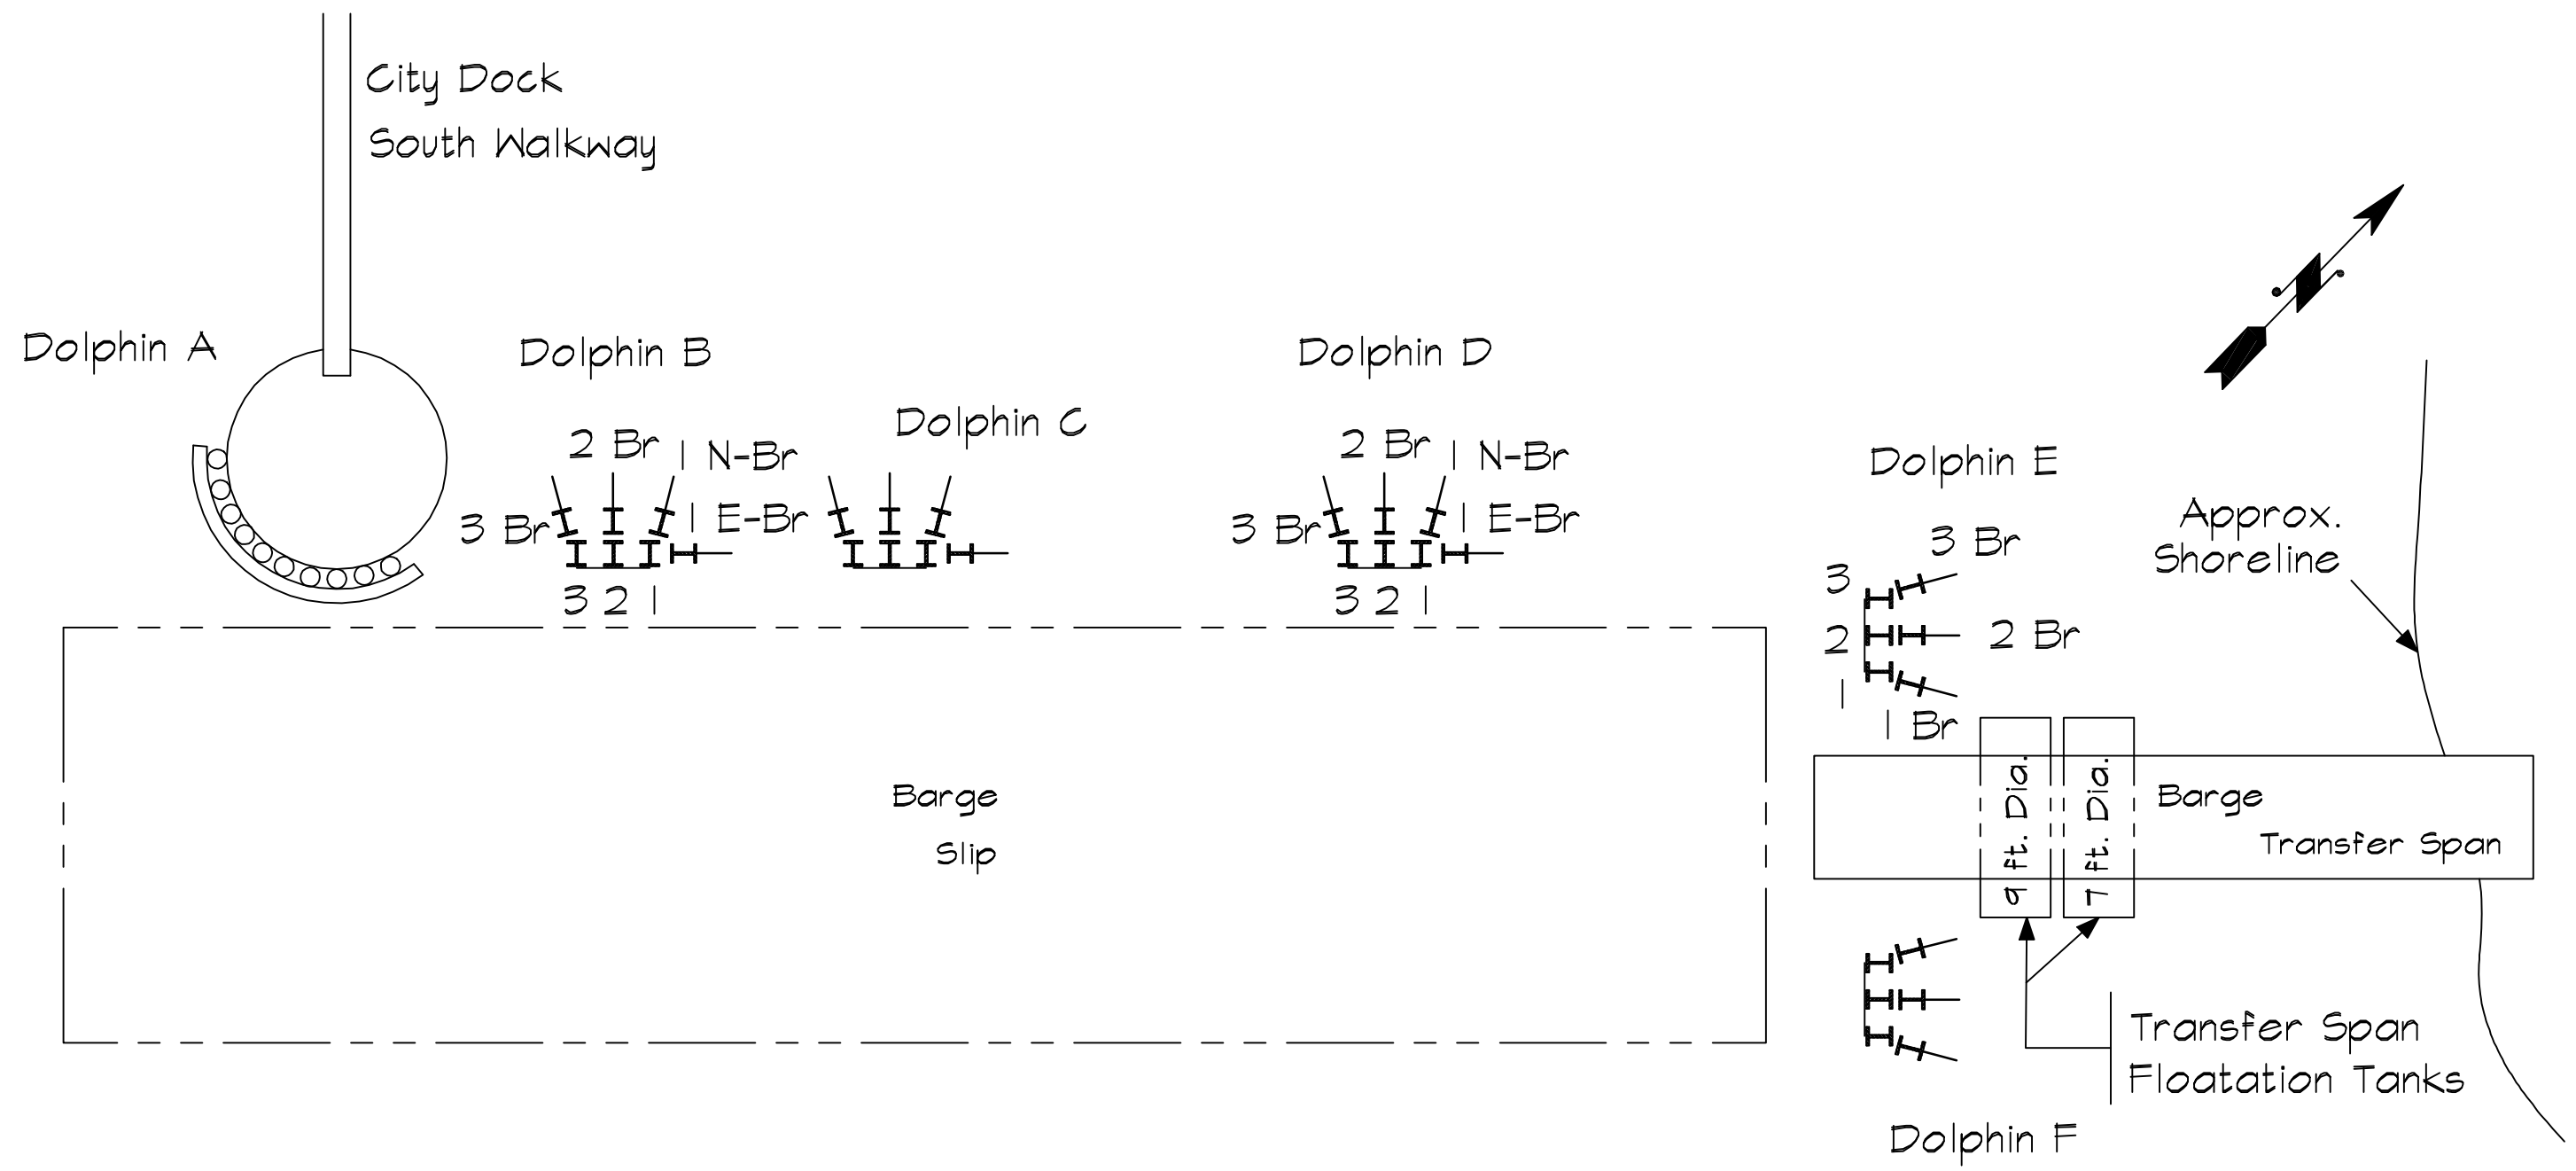 City Dock
South Walkway
Dolphin A
Dolphin B
Dolphin D
Dolphin C
2 Br
1 N-Br
3 Br
1 E-Br
3 2 1
2 Br
1 N-Br
3 Br
1 E-Br
3 2 1
Dolphin E
3 Br
3
2
2 Br
1
1 Br
Approx.
Shoreline
Barge
Slip
9 ft. Dia.
7 ft. Dia.
Barge
Transfer Span
Transfer Span
Floatation Tanks
Dolphin F